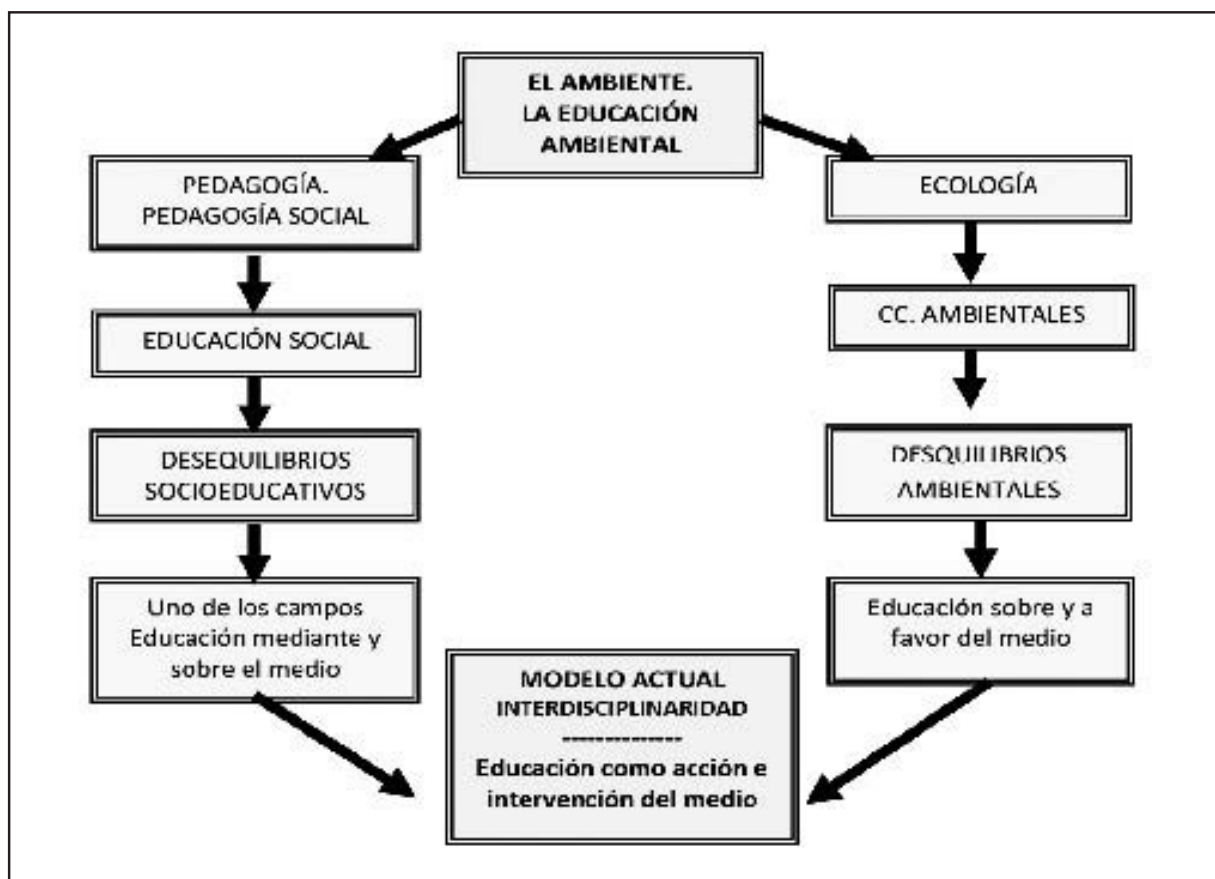 EL AMBIENTE.
LA EDUCACIÓN
AMBIENTAL
PEDAGOGÍA.
PEDAGOGÍA SOCIAL
EDUCACIÓN SOCIAL
DESEQUILIBRIOS
SOCIOEDUCATIVOS
Uno de los campos
Educación mediante y
sobre el medio
ECOLOGÍA
CC. AMBIENTALES
DESQUILIBRIOS
AMBIENTALES
Educación sobre y a
favor del medio
MODELO ACTUAL
INTERDISCIPLINARIDAD
--------------
Educación como acción e
intervención del medio